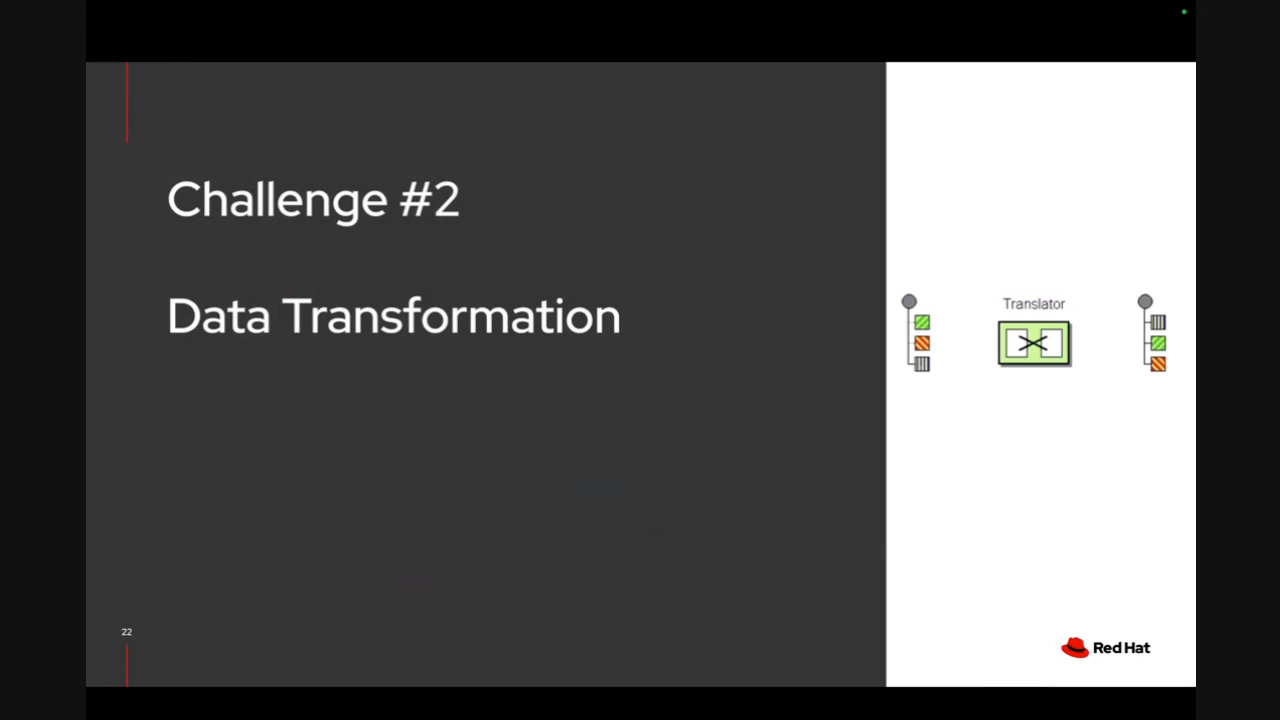 Challenge #2
Data Transformation
Translator
22
Red Hat